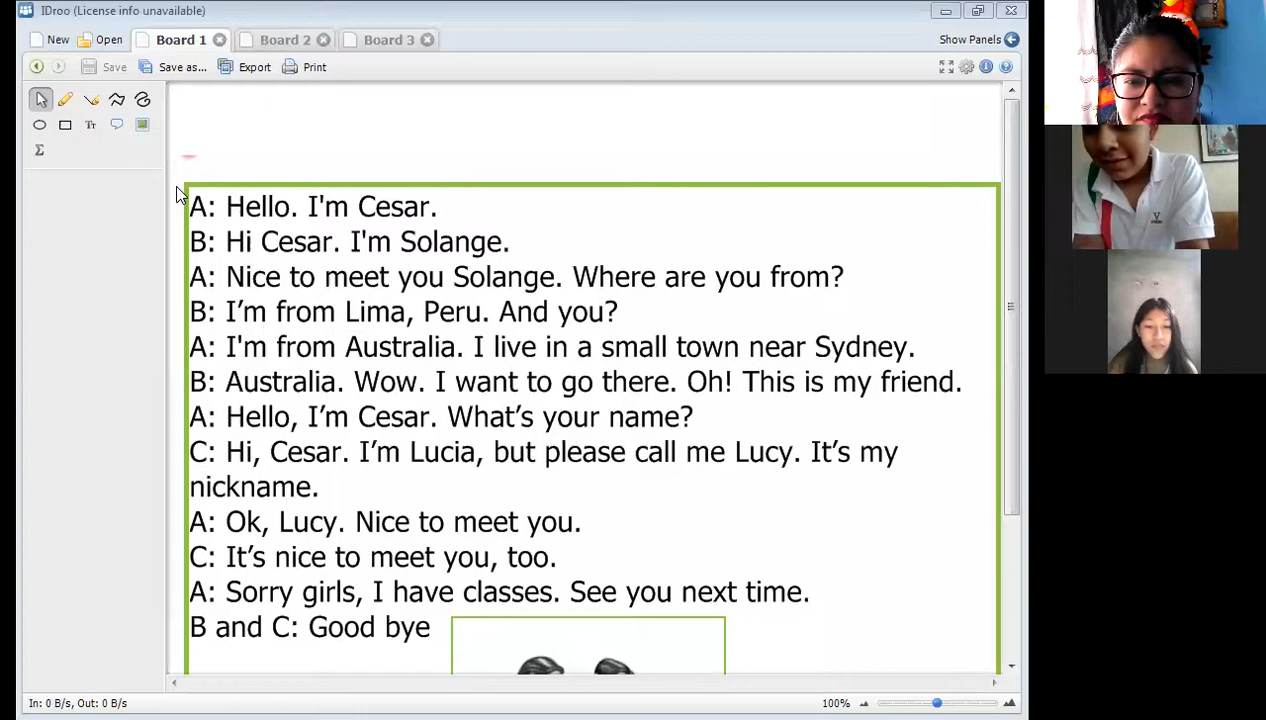 IDroo (License info unavailable)
New Open Board 1 Board 2 Board 3 Show Panels
Save Save as... Export Print
A: Hello. I'm Cesar.
B: Hi Cesar. I'm Solange.
A: Nice to meet you Solange. Where are you from?
B: I’m from Lima, Peru. And you?
A: I'm from Australia. I live in a small town near Sydney.
B: Australia. Wow. I want to go there. Oh! This is my friend.
A: Hello, I’m Cesar. What’s your name?
C: Hi, Cesar. I’m Lucia, but please call me Lucy. It’s my
nickname.
A: Ok, Lucy. Nice to meet you.
C: It’s nice to meet you, too.
A: Sorry girls, I have classes. See you next time.
B and C: Good bye
In: 0 B/s, Out: 0 B/s 100%